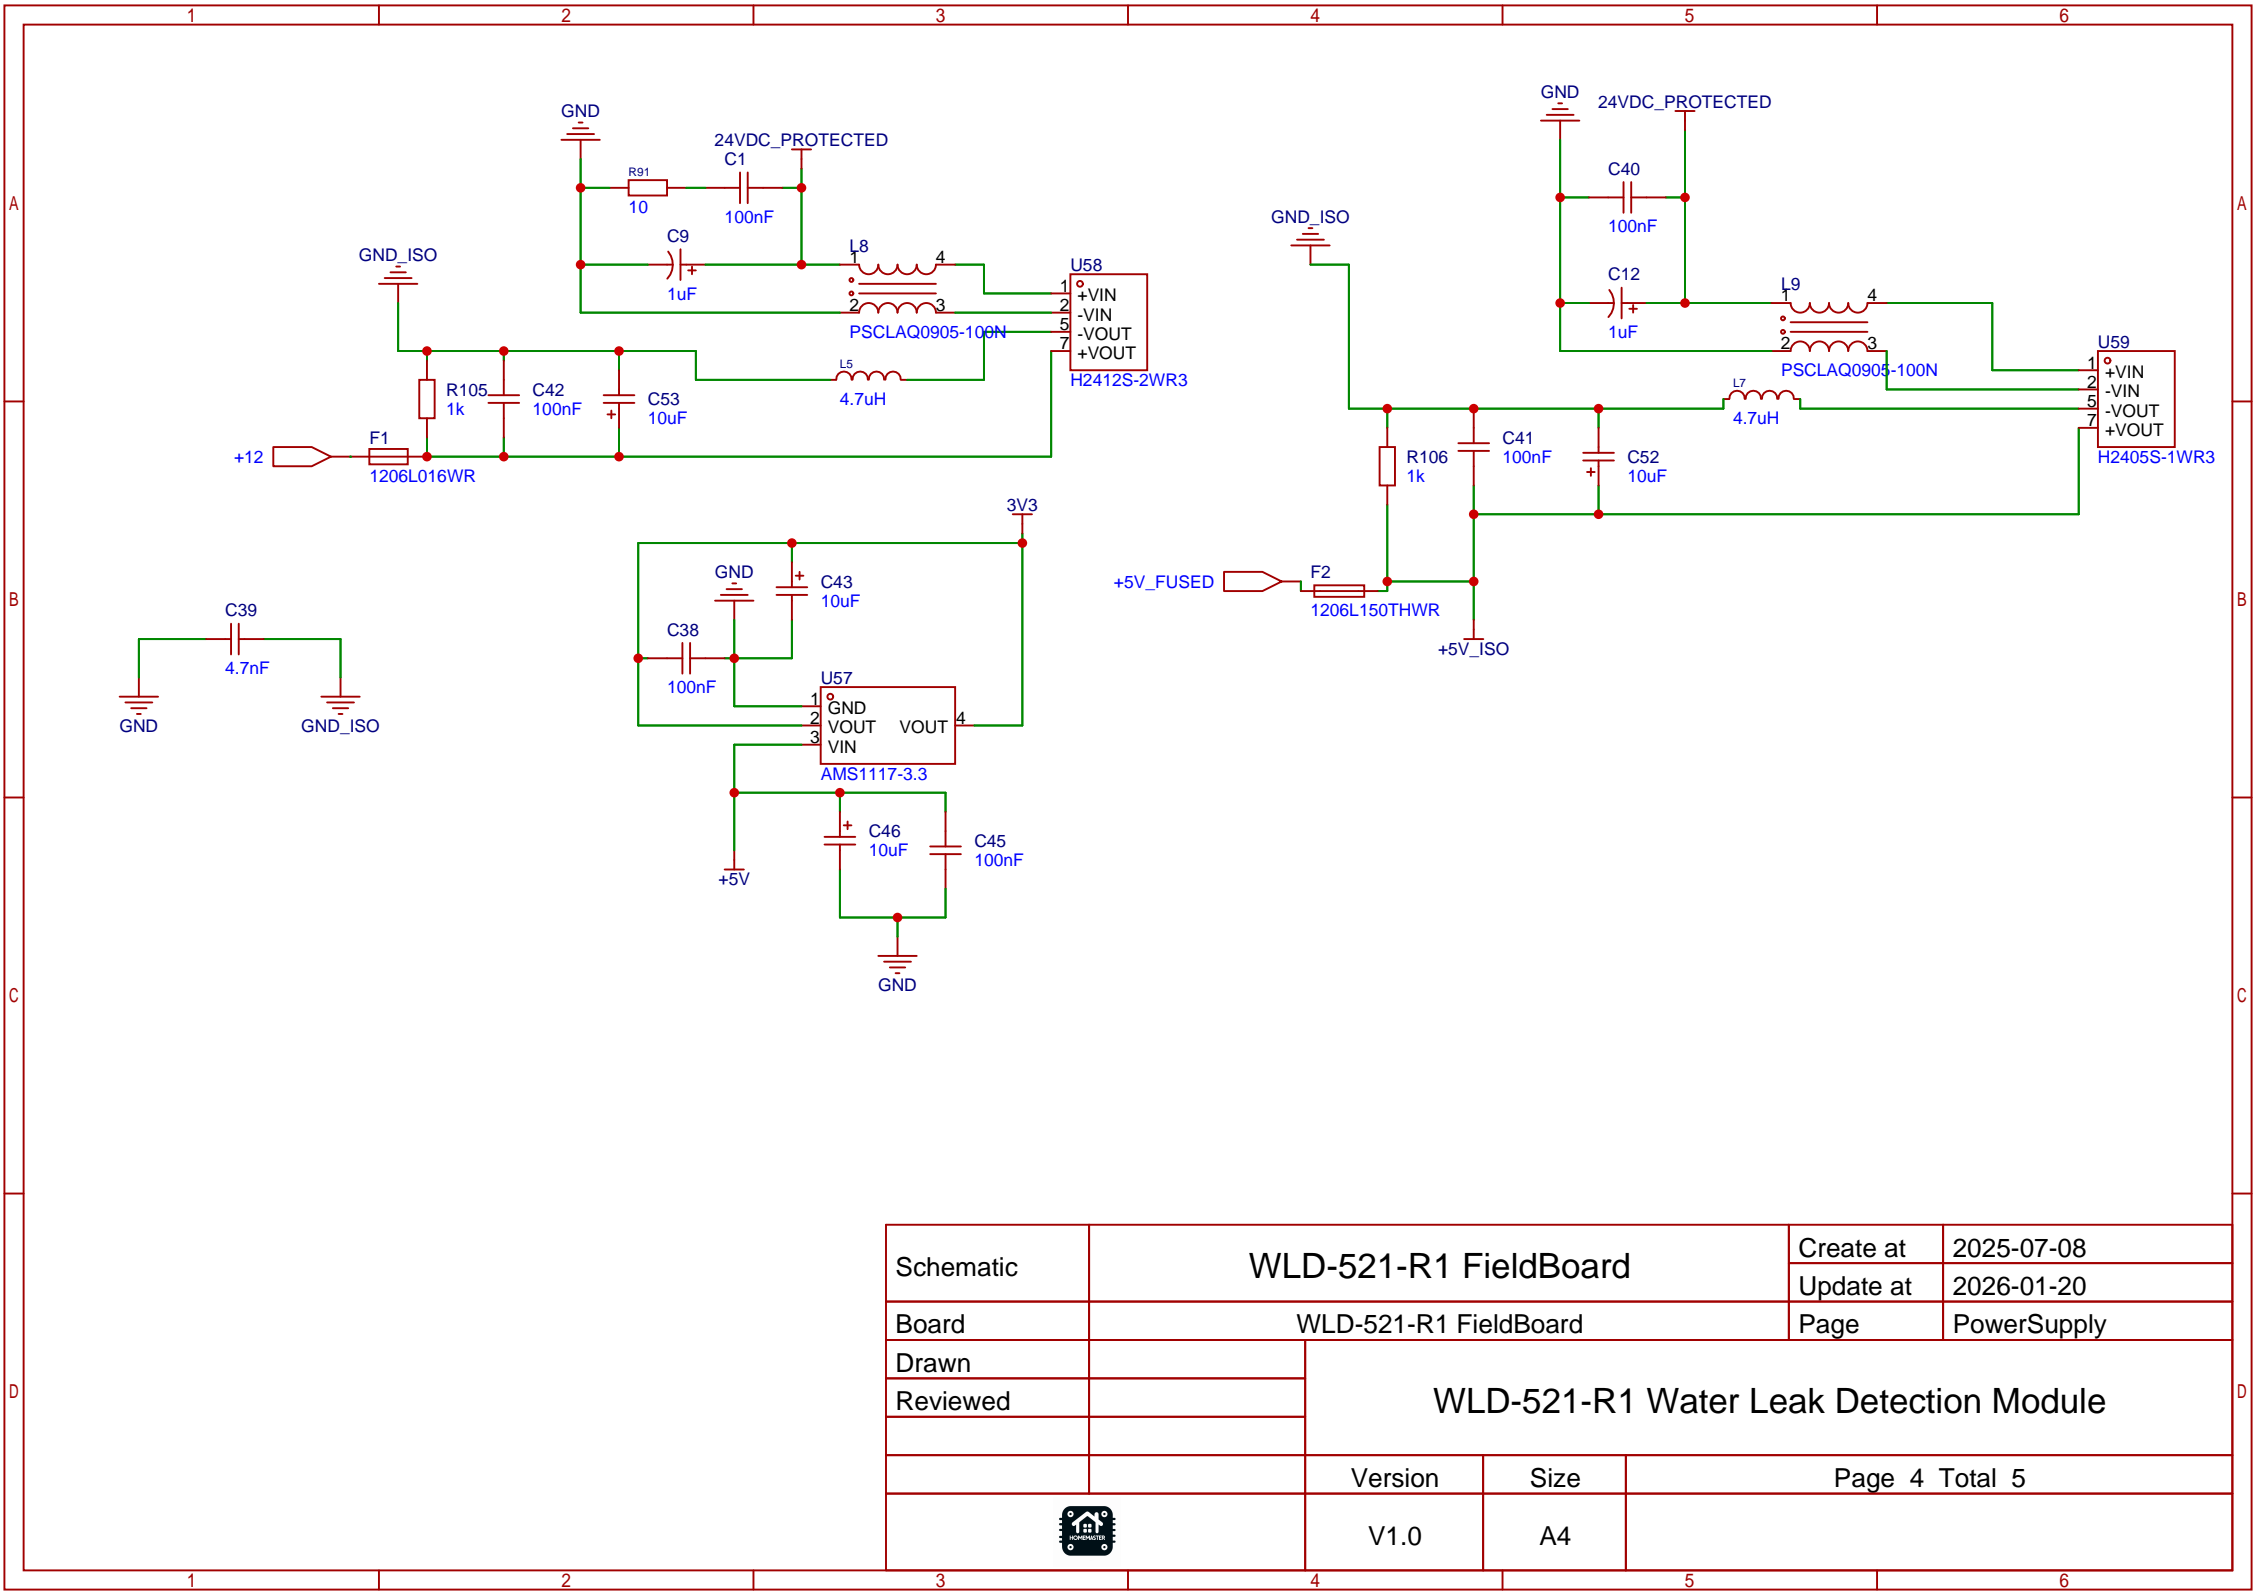 1 2 3 4 5 6
A
B
C
D
A
B
C
D
GND
24VDC_PROTECTED
R91
10
C1
100nF
C9
1uF
L8
1
4
2
3
PSCLAQ0905-100N
U58
1 +VIN
2 -VIN
5 -VOUT
7 +VOUT
H2412S-2WR3
GND_ISO
R105
1k
C42
100nF
C53
10uF
L5
4.7uH
+12
F1
1206L016WR
GND
24VDC_PROTECTED
C40
100nF
C12
1uF
L9
1
4
2
3
PSCLAQ0905-100N
U59
1 +VIN
2 -VIN
5 -VOUT
7 +VOUT
H2405S-1WR3
GND_ISO
L7
4.7uH
R106
1k
C41
100nF
C52
10uF
+5V_FUSED
F2
1206L150THWR
+5V_ISO
C39
4.7nF
GND
GND_ISO
3V3
GND
C43
10uF
C38
100nF
U57
1 GND
2 VOUT VOUT 4
3 VIN
AMS1117-3.3
C46
10uF
C45
100nF
+5V
GND
Schematic WLD-521-R1 FieldBoard
Create at 2025-07-08
Update at 2026-01-20
Board WLD-521-R1 FieldBoard Page PowerSupply
Drawn
Reviewed
WLD-521-R1 Water Leak Detection Module
Version Size Page 4 Total 5
V1.0 A4
HOMEMASTER
1 2 3 4 5 6